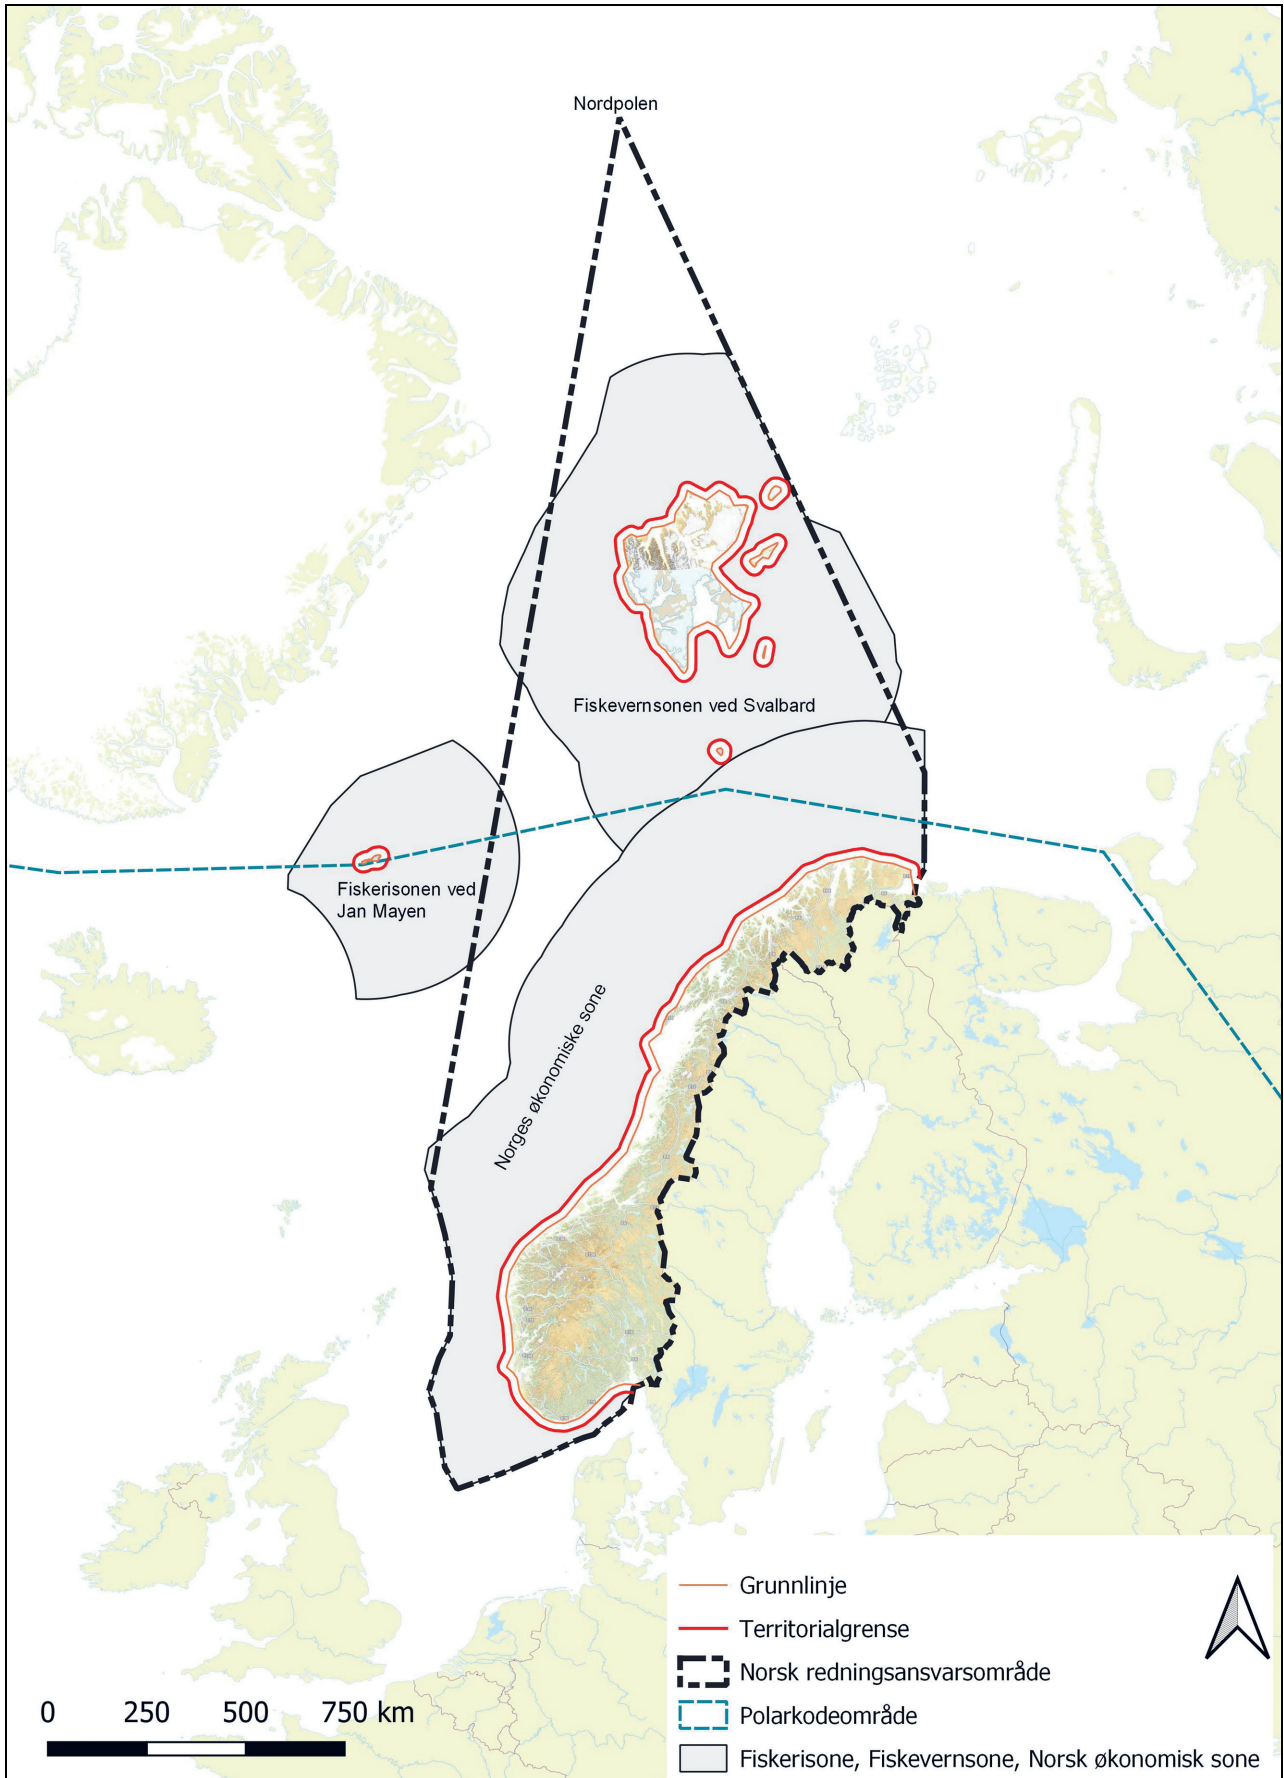 Nordpolen
Fiskevernsonen ved Svalbard
Fiskerisonen ved
Jan Mayen
Norges økonomiske sone
Grunnlinje
Territorialgrense
Norsk redningsansvarsområde
Polarkodeområde
Fiskerisone, Fiskevernsone, Norsk økonomisk sone
0 250 500 750 km